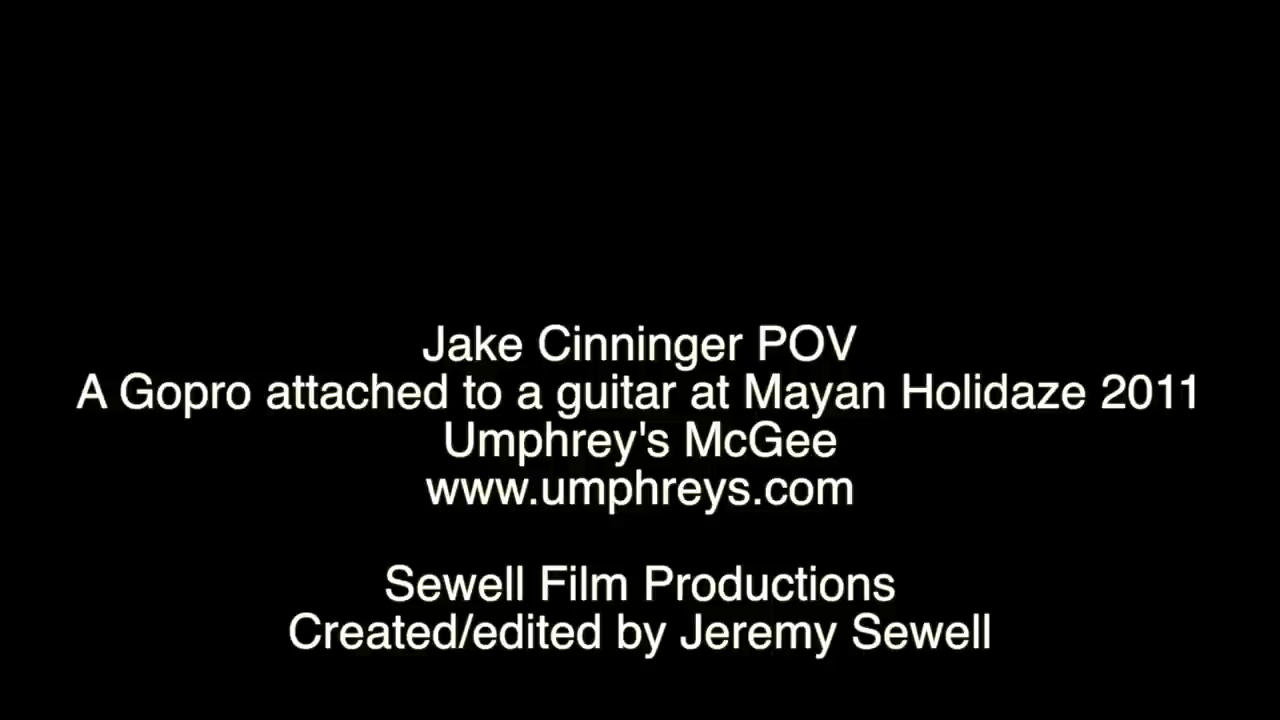 Jake Cinninger POV
A Gopro attached to a guitar at Mayan Holidaze 2011
Umphrey's McGee
www.umphreys.com
Sewell Film Productions
Created/edited by Jeremy Sewell